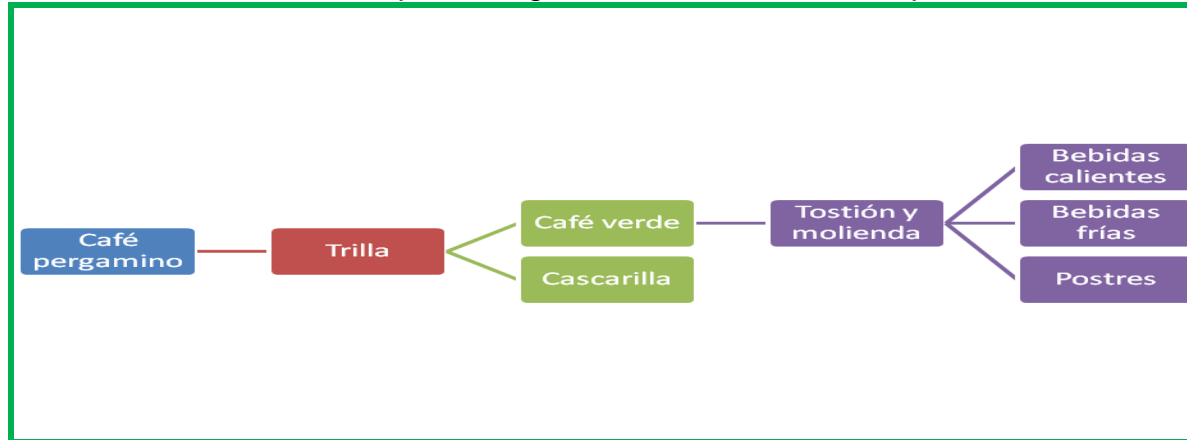 Café
pergamino
Trilla
Café verde
Cascarilla
Tostión y
molienda
Bebidas
calientes
Bebidas
frías
Postres